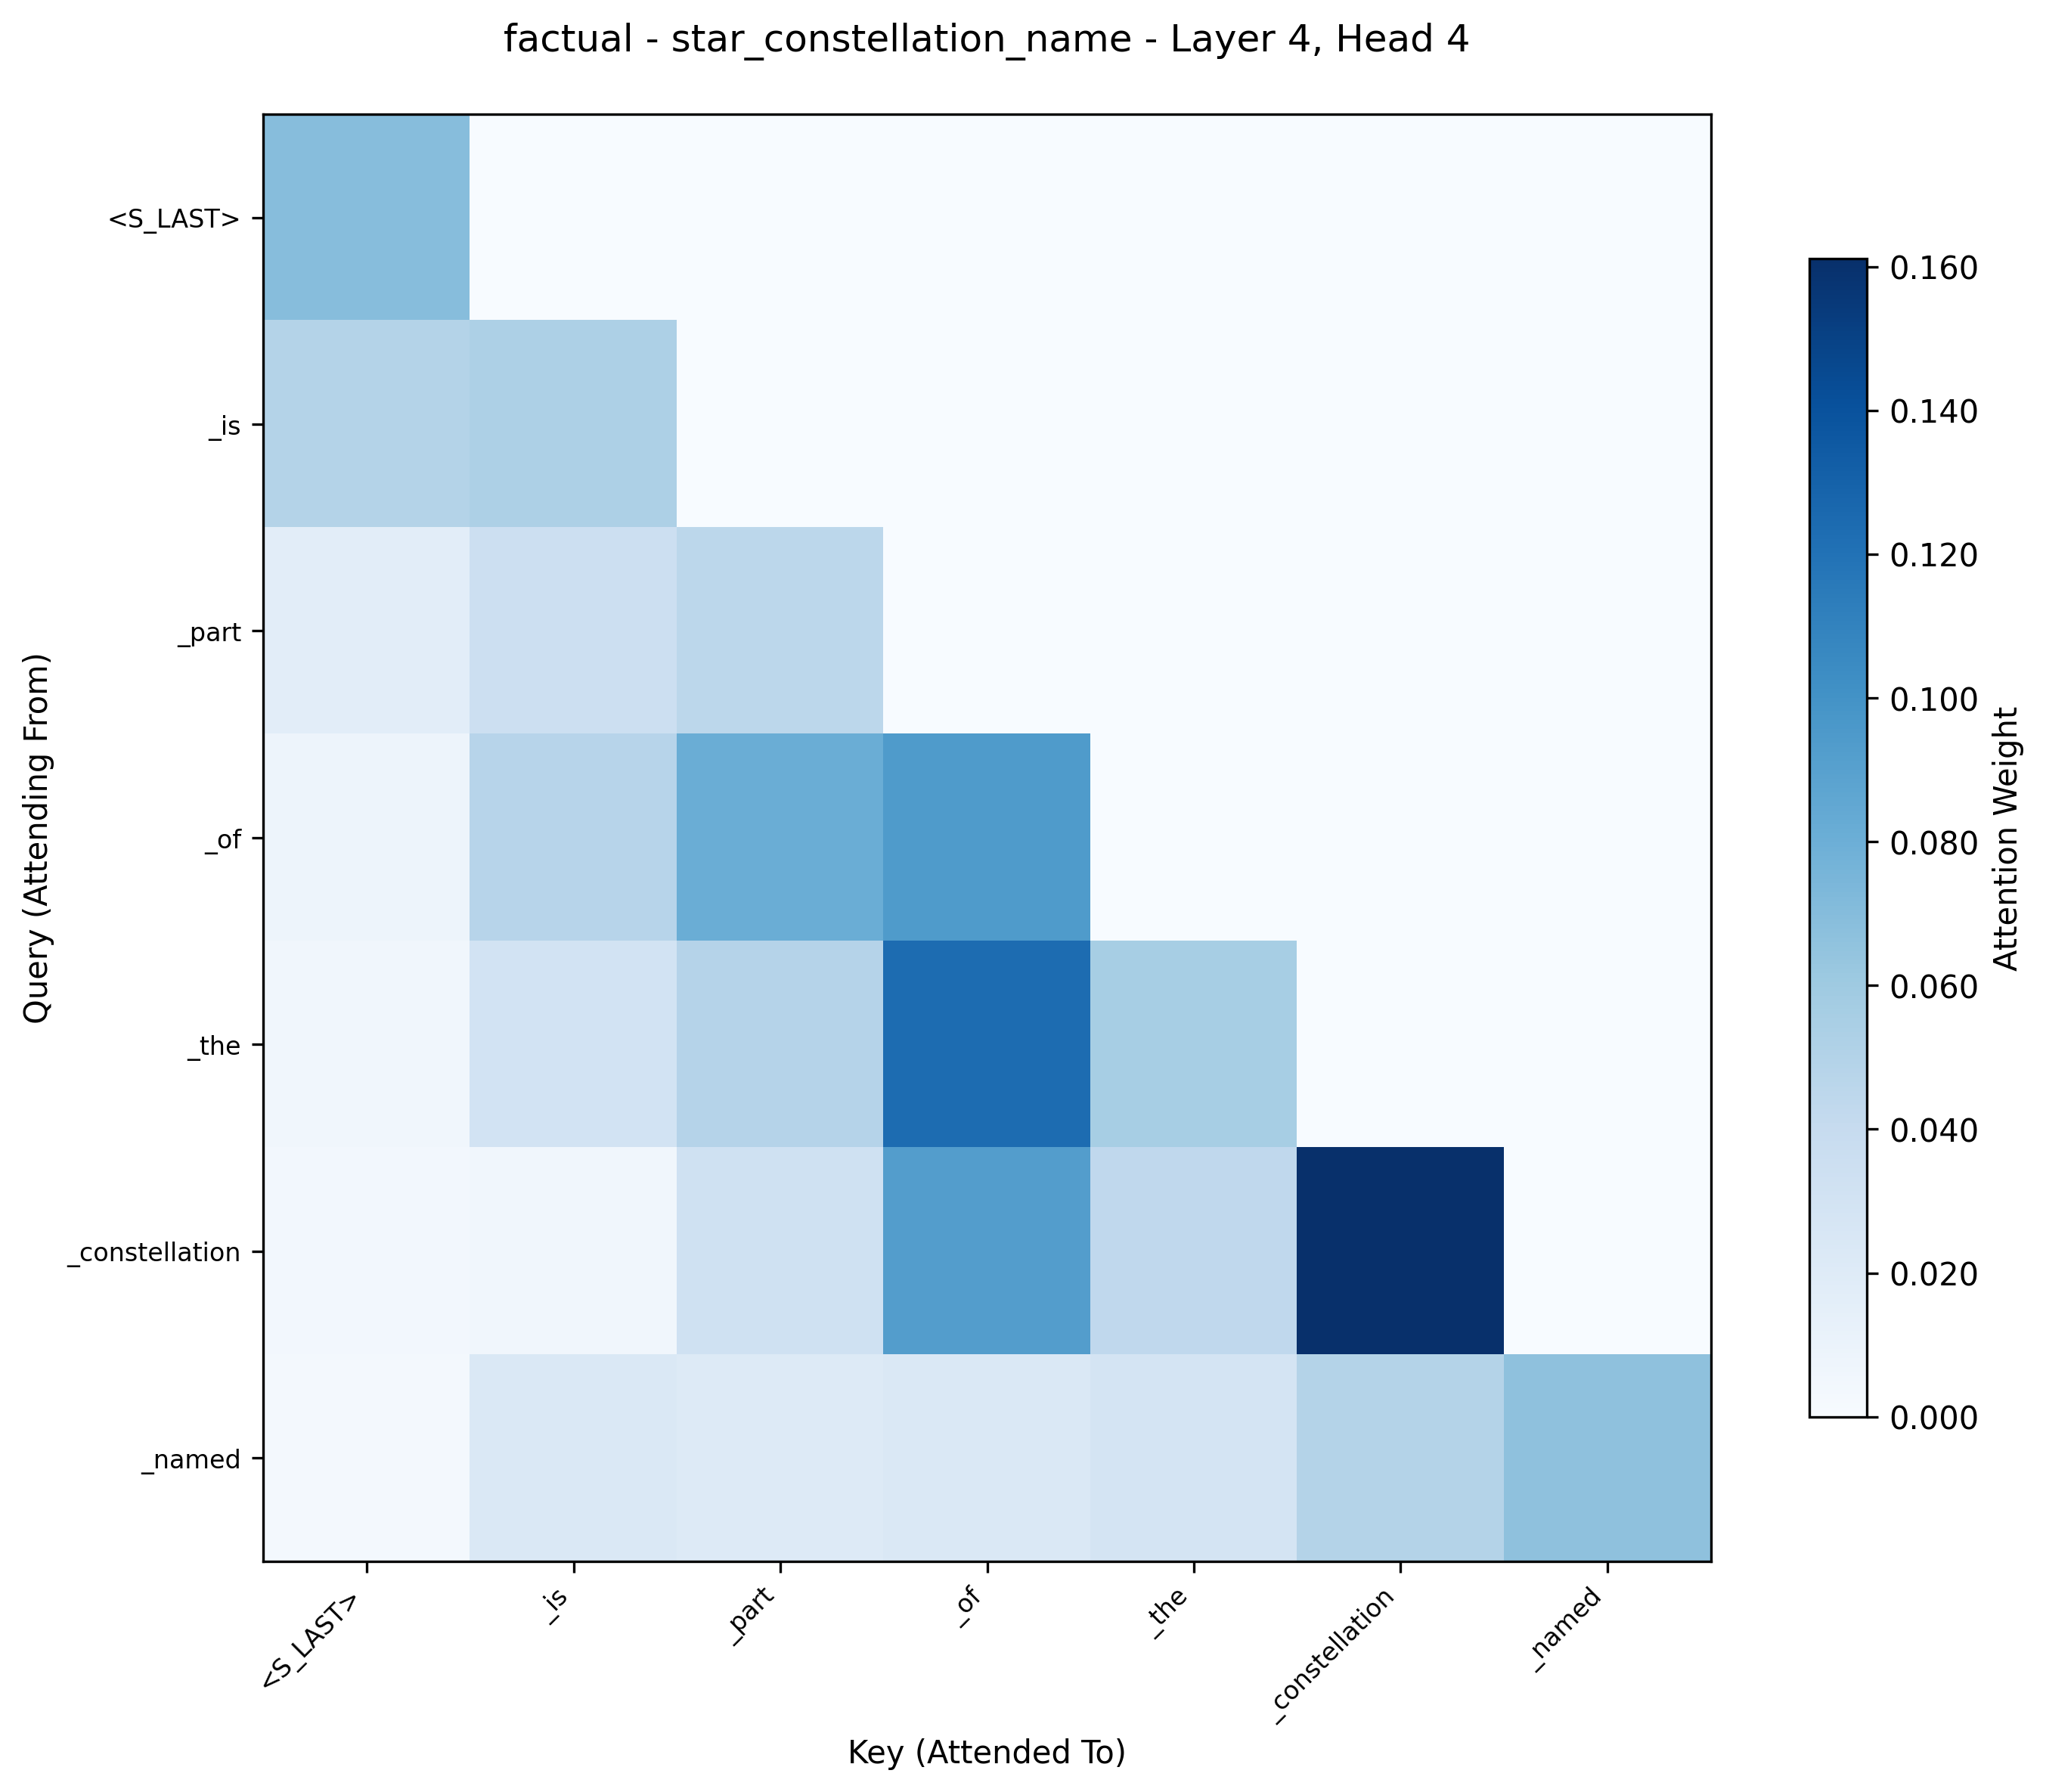 factual - star_constellation_name - Layer 4, Head 4
Query (Attending From)
<S_LAST>
_is
_part
_of
_the
_constellation
_named
<S_LAST>
_is
_part
_of
_the
_constellation
_named
Key (Attended To)
0.160
0.140
0.120
0.100
0.080
0.060
0.040
0.020
0.000
Attention Weight